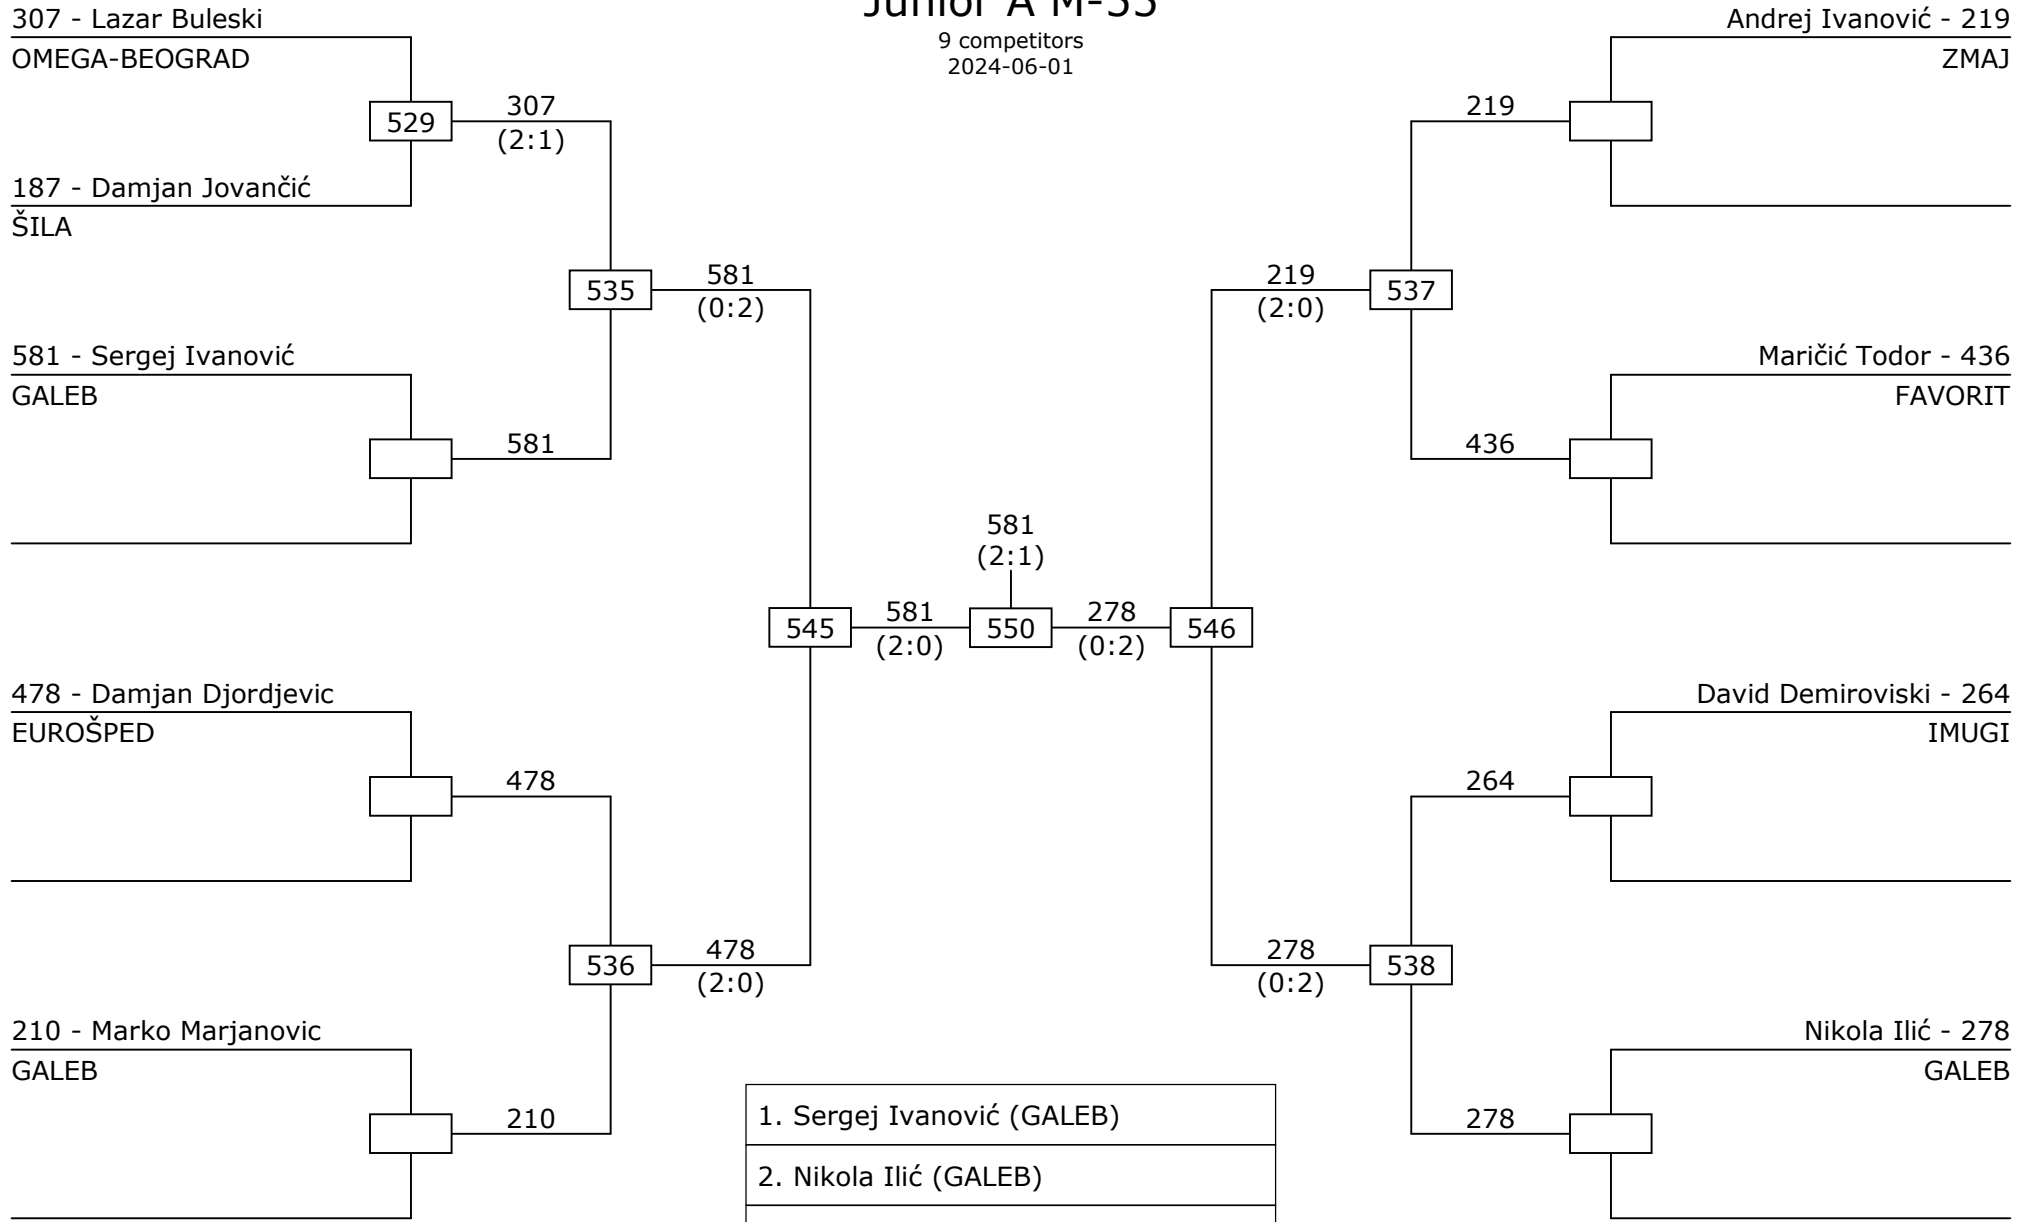 Junior A M-55
9 competitors
2024-06-01
307 - Lazar Buleski
OMEGA-BEOGRAD
529
307
(2:1)
187 - Damjan Jovančić
ŠILA
535
581
(0:2)
581 - Sergej Ivanović
GALEB
581
478 - Damjan Djordjevic
EUROŠPED
478
536
478
(2:0)
210 - Marko Marjanovic
GALEB
210
545
581
(2:0)
581
(2:1)
550
278
(0:2)
546
Andrej Ivanović - 219
ZMAJ
219
219
(2:0)
537
Maričić Todor - 436
FAVORIT
436
David Demiroviski - 264
IMUGI
264
278
(0:2)
538
Nikola Ilić - 278
GALEB
278
1. Sergej Ivanović (GALEB)
2. Nikola Ilić (GALEB)